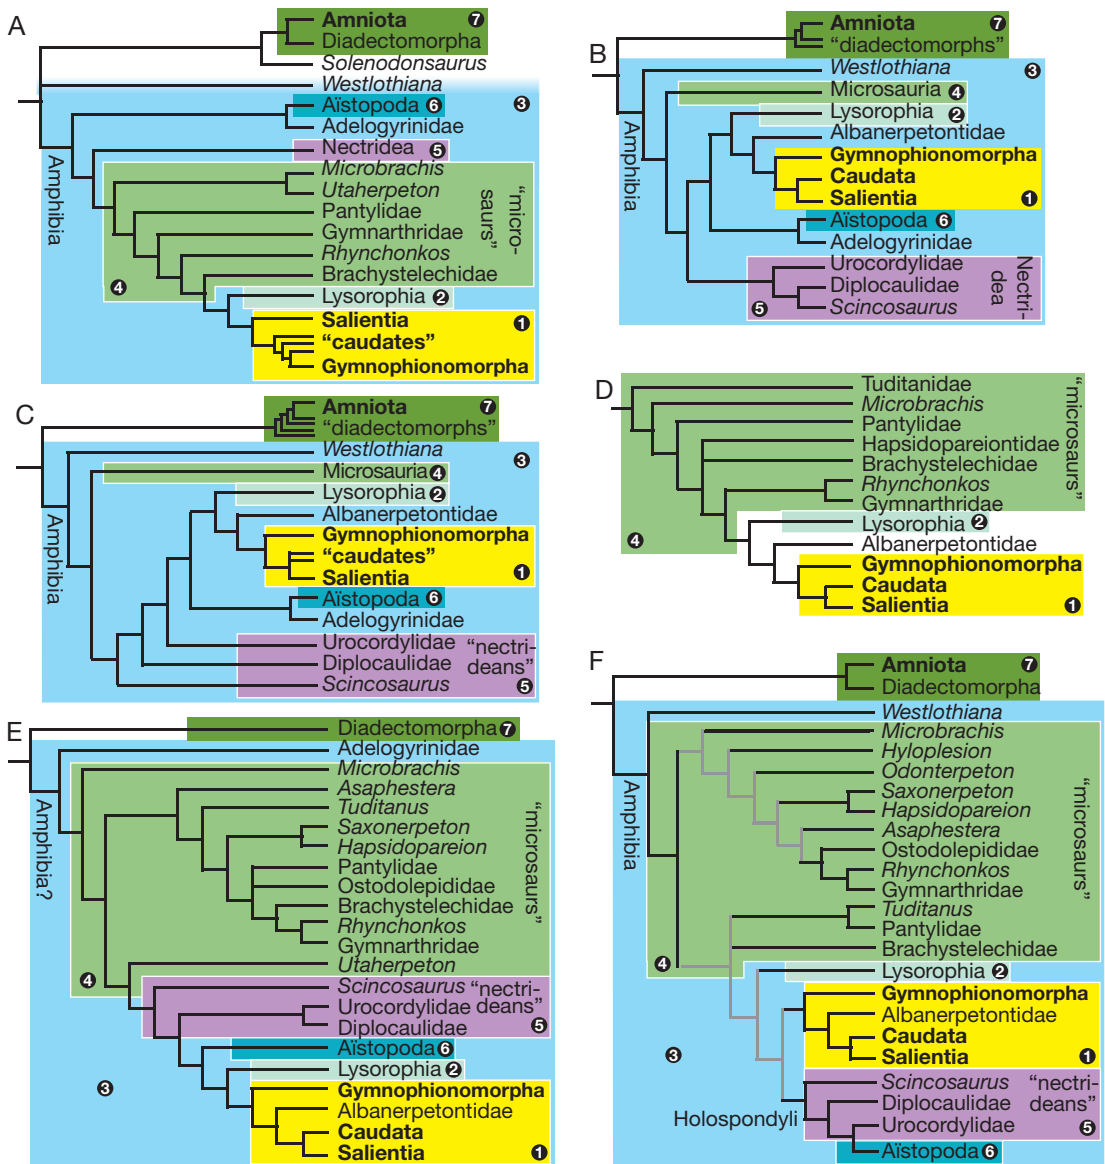 A
Amniota 7
Diadectomorpha
Solenodonsaurus
Westlothiana
Aïstopoda 6
3
Adelogyrinidae
Amphibia
Nectridea 5
Microbrachis
Utaherpeton
Pantylidae
Gymnarthridae
Rhynchonkos
Brachystelechidae
“micro-
saurs”
4
Lysorophia 2
Salientia 1
“caudates”
Gymnophionomorpha
B
Amniota 7
“diadectomorphs”
Westlothiana 3
Microsauria 4
Lysorophia 2
Albanerpetontidae
Amphibia
Gymnophionomorpha
Caudata
Salientia 1
Aïstopoda 6
Adelogyrinidae
Urocordylidae
Diplocaulidae
Scincosaurus
Nectri-
dea
5
C
Amniota 7
“diadectomorphs”
Westlothiana 3
Microsauria 4
Lysorophia 2
Albanerpetontidae
Amphibia
Gymnophionomorpha
“caudates”
Salientia 1
Aïstopoda 6
Adelogyrinidae
Urocordylidae “nectri-
Diplocaulidae deans”
Scincosaurus 5
D
Tuditanidae
Microbrachis
Pantylidae
Hapsidopareiontidae
Brachystelechidae
Rhynchonkos
Gymnarthridae
“microsaurs”
4
Lysorophia 2
Albanerpetontidae
Gymnophionomorpha
Caudata
Salientia 1
E
Diadectomorpha 7
Adelogyrinidae
Amphibia?
Microbrachis
Asaphestera
Tuditanus
Saxonerpeton
Hapsidopareion
Pantylidae
Ostodolepididae
Brachystelechidae
Rhynchonkos
Gymnarthridae
Utaherpeton
“microsaurs”
4
Scincosaurus “nectri-
Urocordylidae deans”
Diplocaulidae 5
Aïstopoda 6
Lysorophia 2
3
Gymnophionomorpha
Albanerpetontidae
Caudata
Salientia 1
F
Amniota 7
Diadectomorpha
Westlothiana
Amphibia
Microbrachis
Hyloplesion
Odonterpeton
Saxonerpeton
Hapsidopareion
Asaphestera
Ostodolepididae
Rhynchonkos
Gymnarthridae
Tuditanus
Pantylidae
Brachystelechidae
“microsaurs”
4
Lysorophia 2
Gymnophionomorpha
Albanerpetontidae
Caudata
Salientia 1
3
Scincosaurus “nectri-
Diplocaulidae deans”
Holospondyli
Urocordylidae 5
Aïstopoda 6